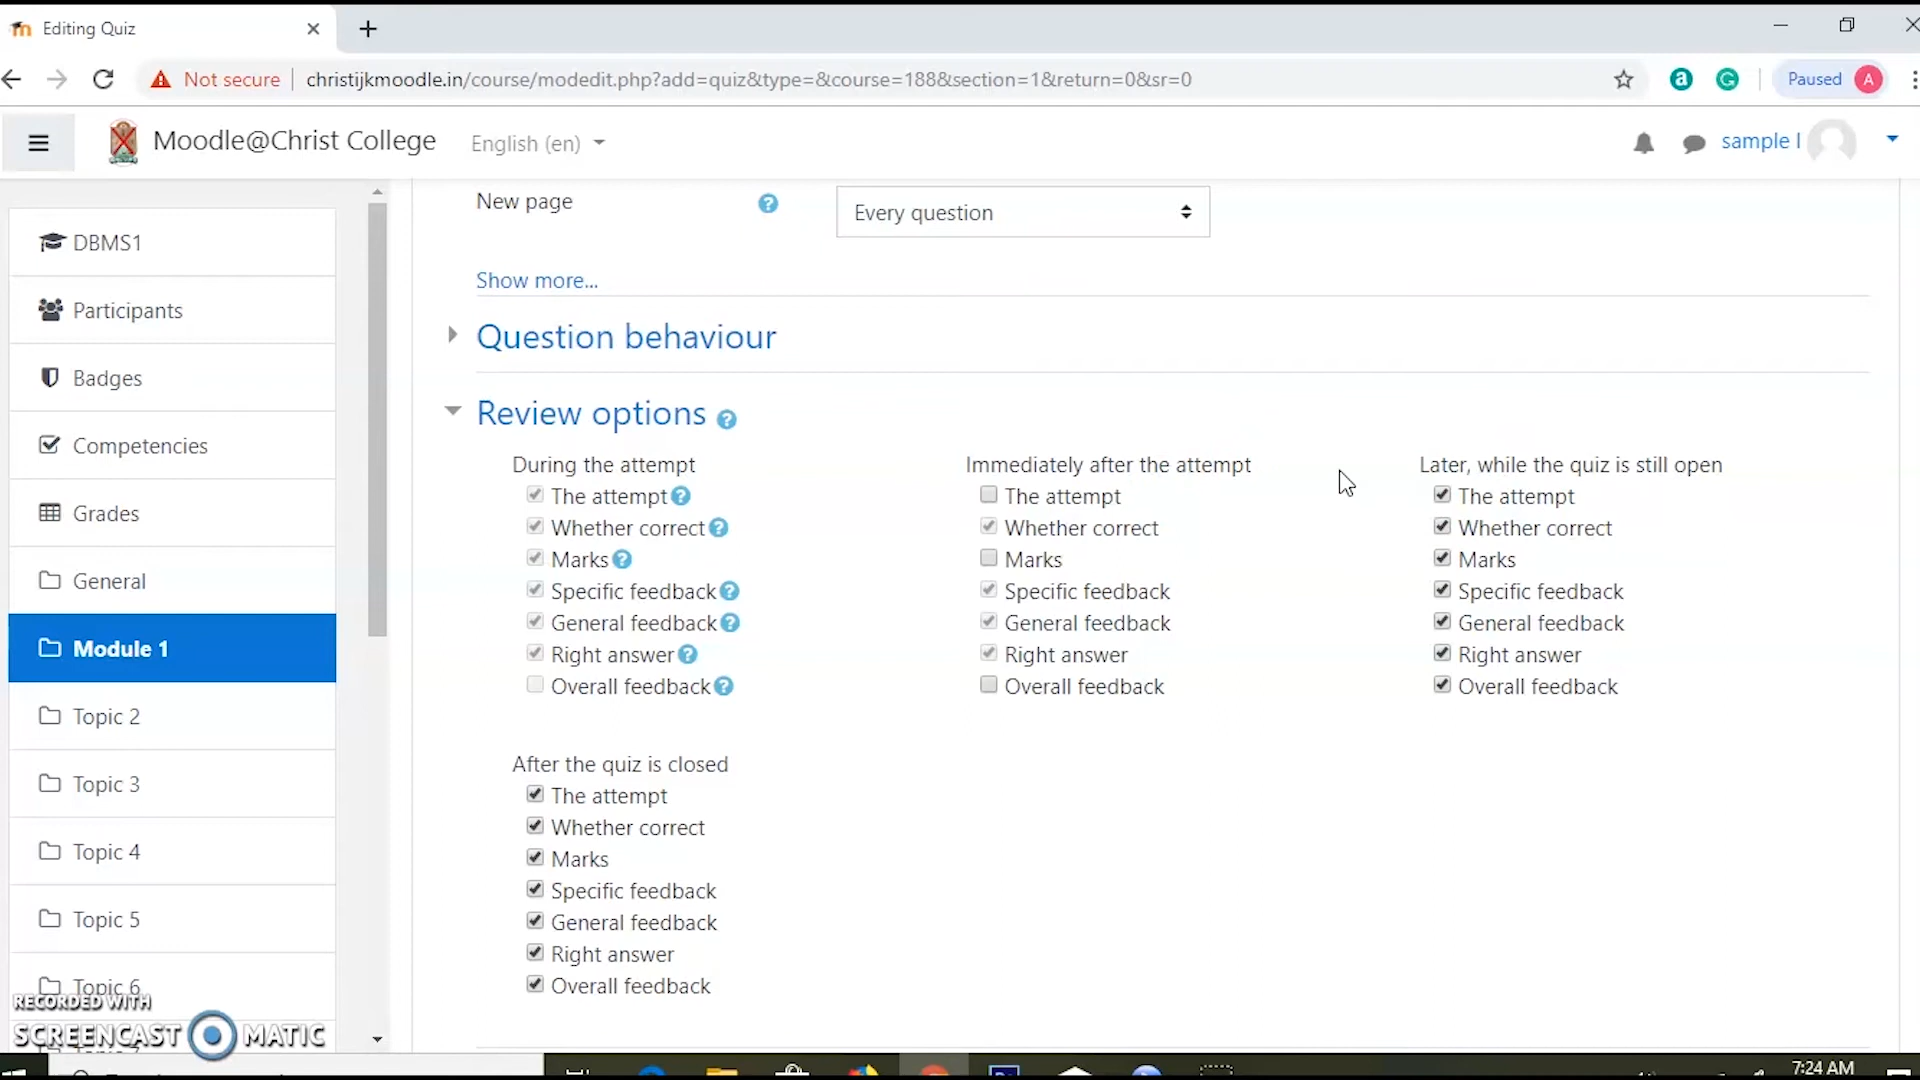 Editing Quiz
Not secure
christijkmoodle.in/course/modedit.php?add=quiz&type=&course=188&section=1&return=0&sr=0
Paused
A
Moodle@Christ College
English (en)
sample l
DBMS1
Participants
Badges
Competencies
Grades
General
Module 1
Topic 2
Topic 3
Topic 4
Topic 5
Topic 6
New page
Every question
Show more...
Question behaviour
Review options
During the attempt
The attempt
Whether correct
Marks
Specific feedback
General feedback
Right answer
Overall feedback
Immediately after the attempt
The attempt
Whether correct
Marks
Specific feedback
General feedback
Right answer
Overall feedback
Later, while the quiz is still open
The attempt
Whether correct
Marks
Specific feedback
General feedback
Right answer
Overall feedback
After the quiz is closed
The attempt
Whether correct
Marks
Specific feedback
General feedback
Right answer
Overall feedback
RECORDED WITH
SCREENCAST MATIC
7:24 AM